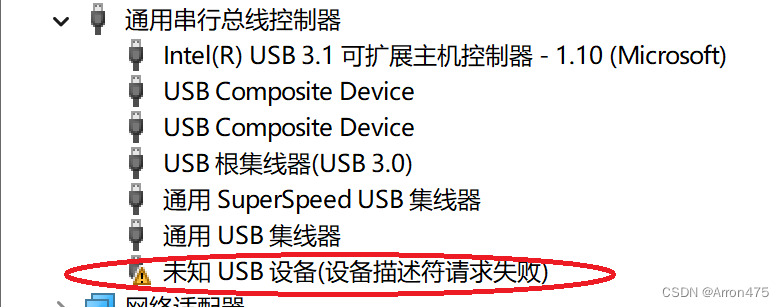 通用串行总线控制器
Intel(R) USB 3.1 可扩展主机控制器 - 1.10 (Microsoft)
USB Composite Device
USB Composite Device
USB 根集线器(USB 3.0)
通用 SuperSpeed USB 集线器
通用 USB 集线器
未知 USB 设备(设备描述符请求失败)
网络适配器
CSDN @Arron475